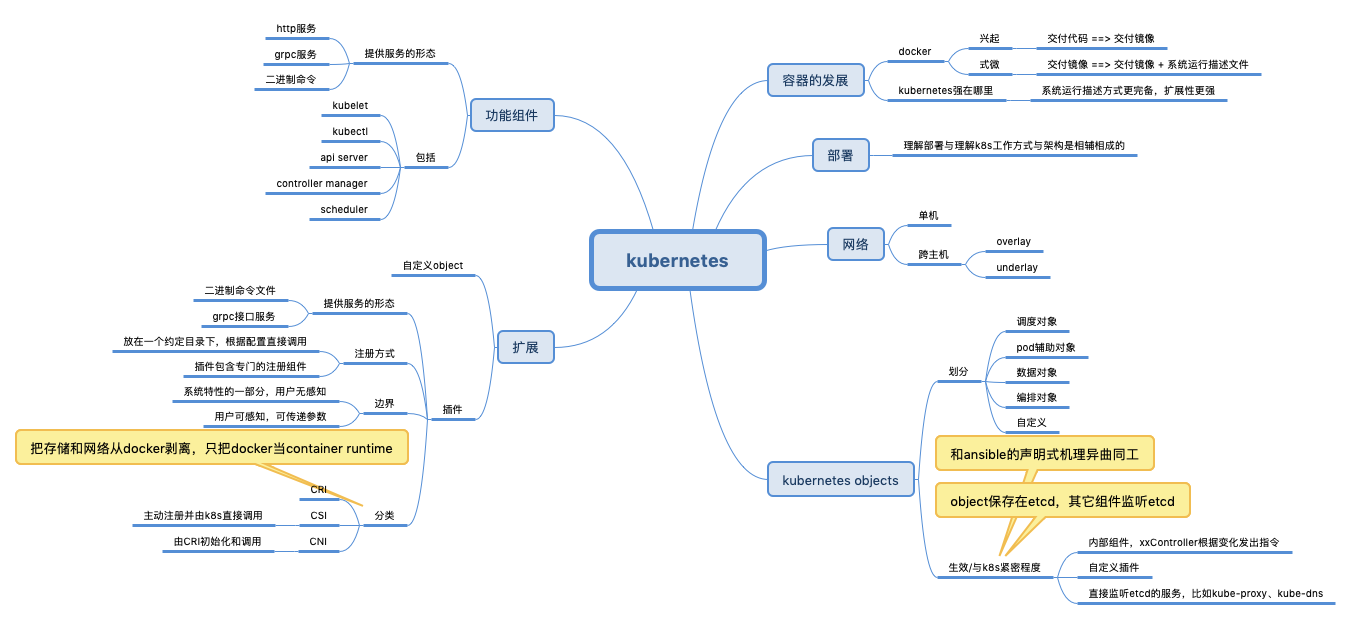 kubernetes
容器的发展
docker
兴起
交付代码 ==> 交付镜像
式微
交付镜像 ==> 交付镜像 + 系统运行描述文件
kubernetes强在哪里
系统运行描述方式更完备，扩展性更强
部署
理解部署与理解k8s工作方式与架构是相辅相成的
网络
单机
跨主机
overlay
underlay
kubernetes objects
划分
调度对象
pod辅助对象
数据对象
编排对象
自定义
和ansible的声明式机理异曲同工
object保存在etcd，其它组件监听etcd
生效/与k8s紧密程度
内部组件，xxController根据变化发出指令
自定义插件
直接监听etcd的服务，比如kube-proxy、kube-dns
功能组件
提供服务的形态
http服务
grpc服务
二进制命令
包括
kubelet
kubectl
api server
controller manager
scheduler
扩展
自定义object
插件
提供服务的形态
二进制命令文件
grpc接口服务
注册方式
放在一个约定目录下，根据配置直接调用
插件包含专门的注册组件
边界
系统特性的一部分，用户无感知
用户可感知，可传递参数
把存储和网络从docker剥离，只把docker当container runtime
分类
CRI
CSI
主动注册并由k8s直接调用
CNI
由CRI初始化和调用